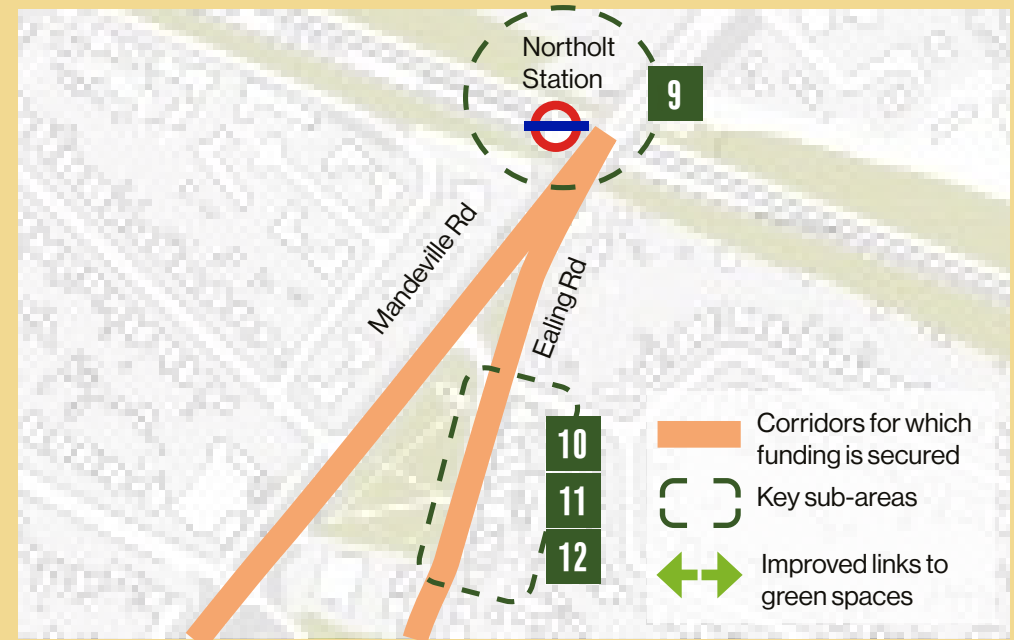 Northolt
Station
9
Mandeville Rd
Ealing Rd
10
11
12
Corridors for which
funding is secured
Key sub-areas
Improved links to
green spaces